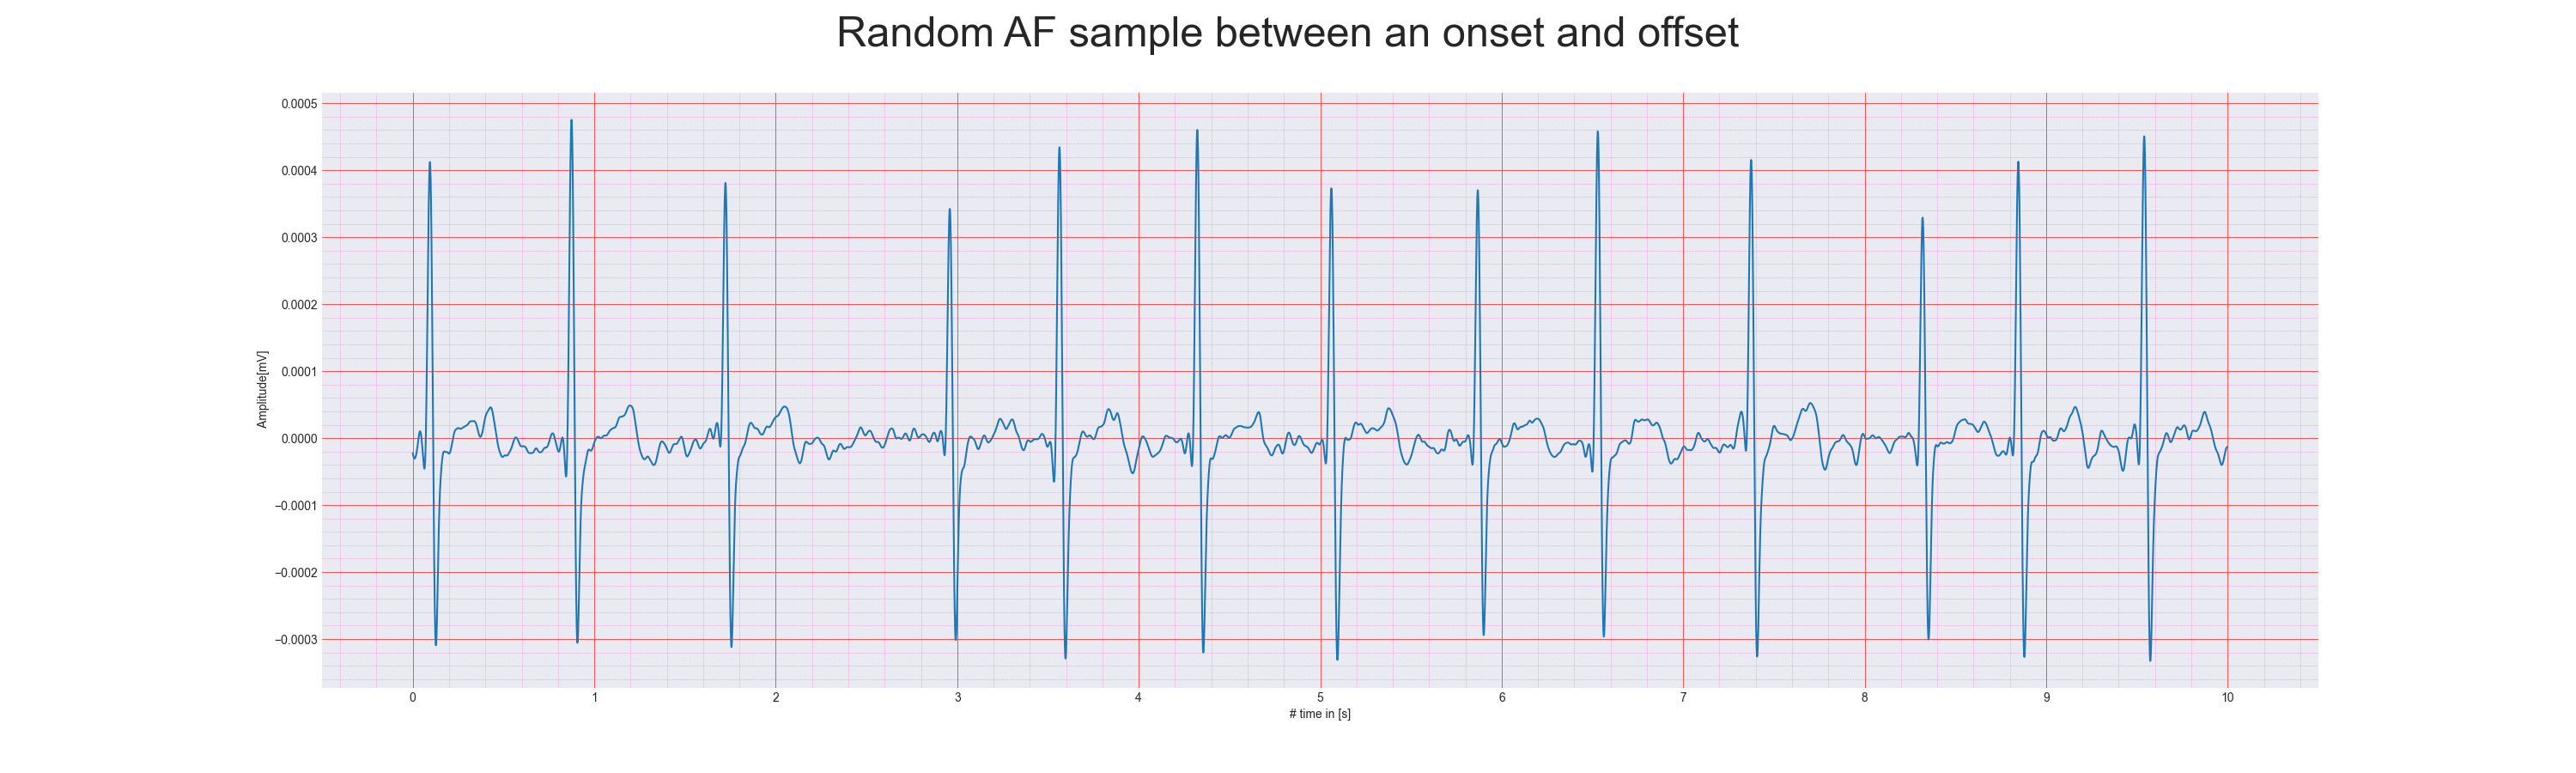 Random AF sample between an onset and offset
0.0005
0.0004
0.0003
0.0002
0.0001
0.0000
−0.0001
−0.0002
−0.0003
Amplitude[mV]
0 1 2 3 4 5 6 7 8 9 10
# time in [s]